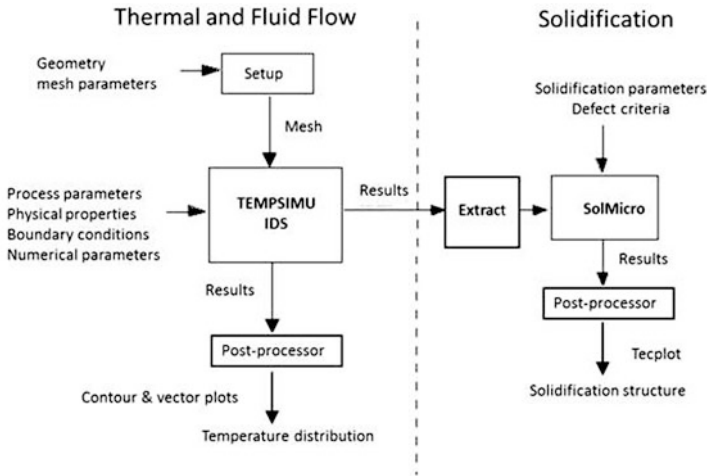 Thermal and Fluid Flow
Solidification
Geometry
mesh parameters
Setup
Mesh
Process parameters
Physical properties
Boundary conditions
Numerical parameters
TEMPSIMU
IDS
Results
Results
Post-processor
Contour & vector plots
Temperature distribution
Solidification parameters
Defect criteria
Extract
SolMicro
Results
Post-processor
Tecplot
Solidification structure